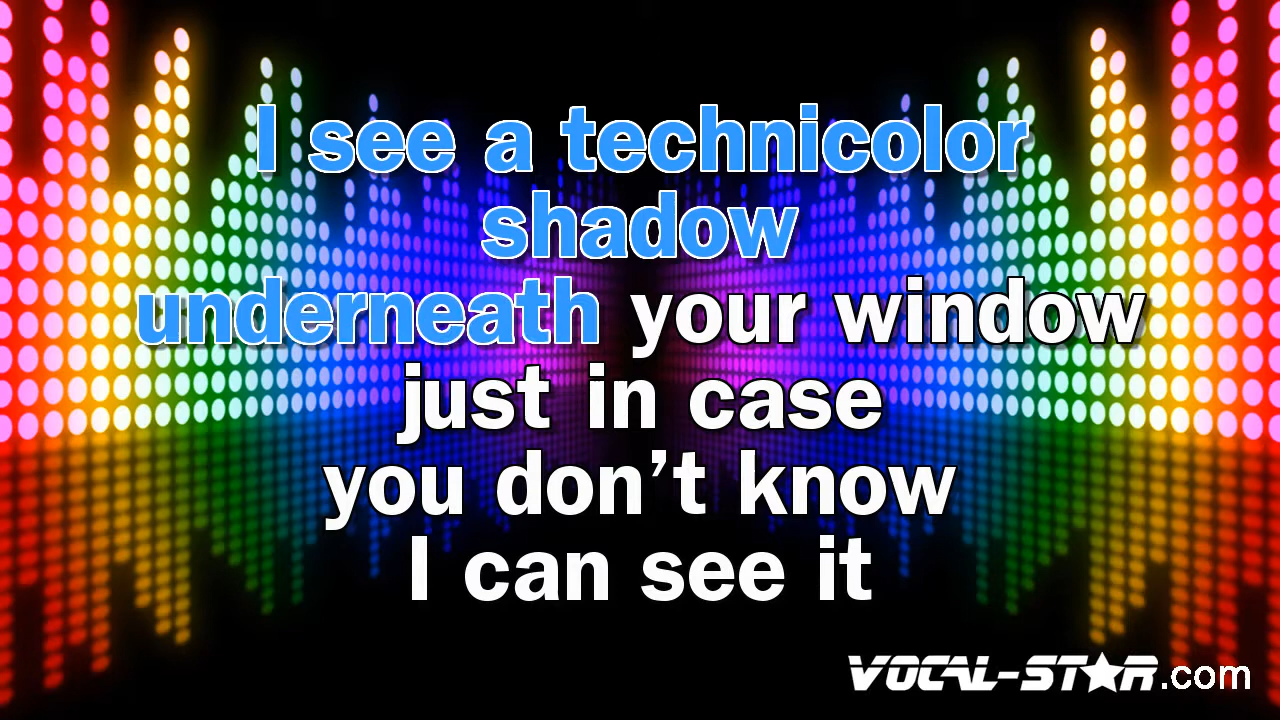 I see a technicolor
shadow
underneath your window
just in case
you don’t know
I can see it
VOCAL-STAR.com